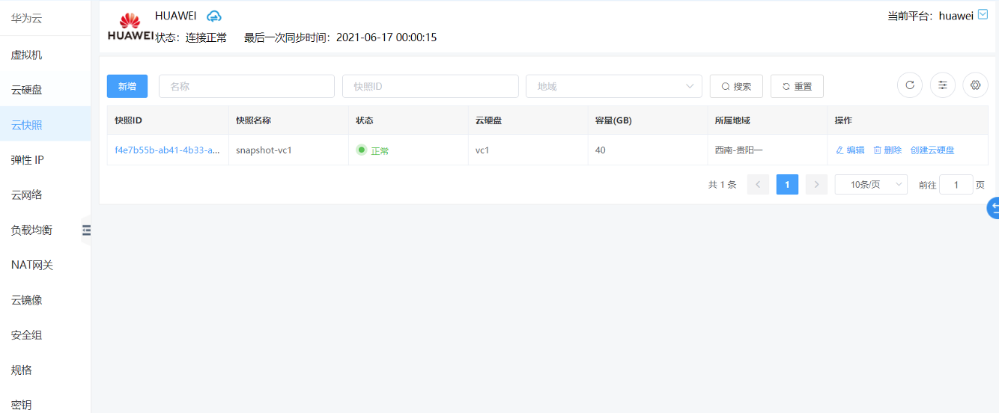 华为云
虚拟机
云硬盘
云快照
弹性 IP
云网络
负载均衡
NAT网关
云镜像
安全组
规格
密钥
HUAWEI
HUAWEI
状态：连接正常 最后一次同步时间：2021-06-17 00:00:15
当前平台：huawei
新增 名称 快照ID 地域 搜索 重置
快照ID 快照名称 状态 云硬盘 容量(GB) 所属地域 操作
f4e7b55b-ab41-4b33-a... snapshot-vc1 正常 vc1 40 西南-贵阳一 编辑 删除 创建云硬盘
共 1 条 1 10条/页 前往 1 页